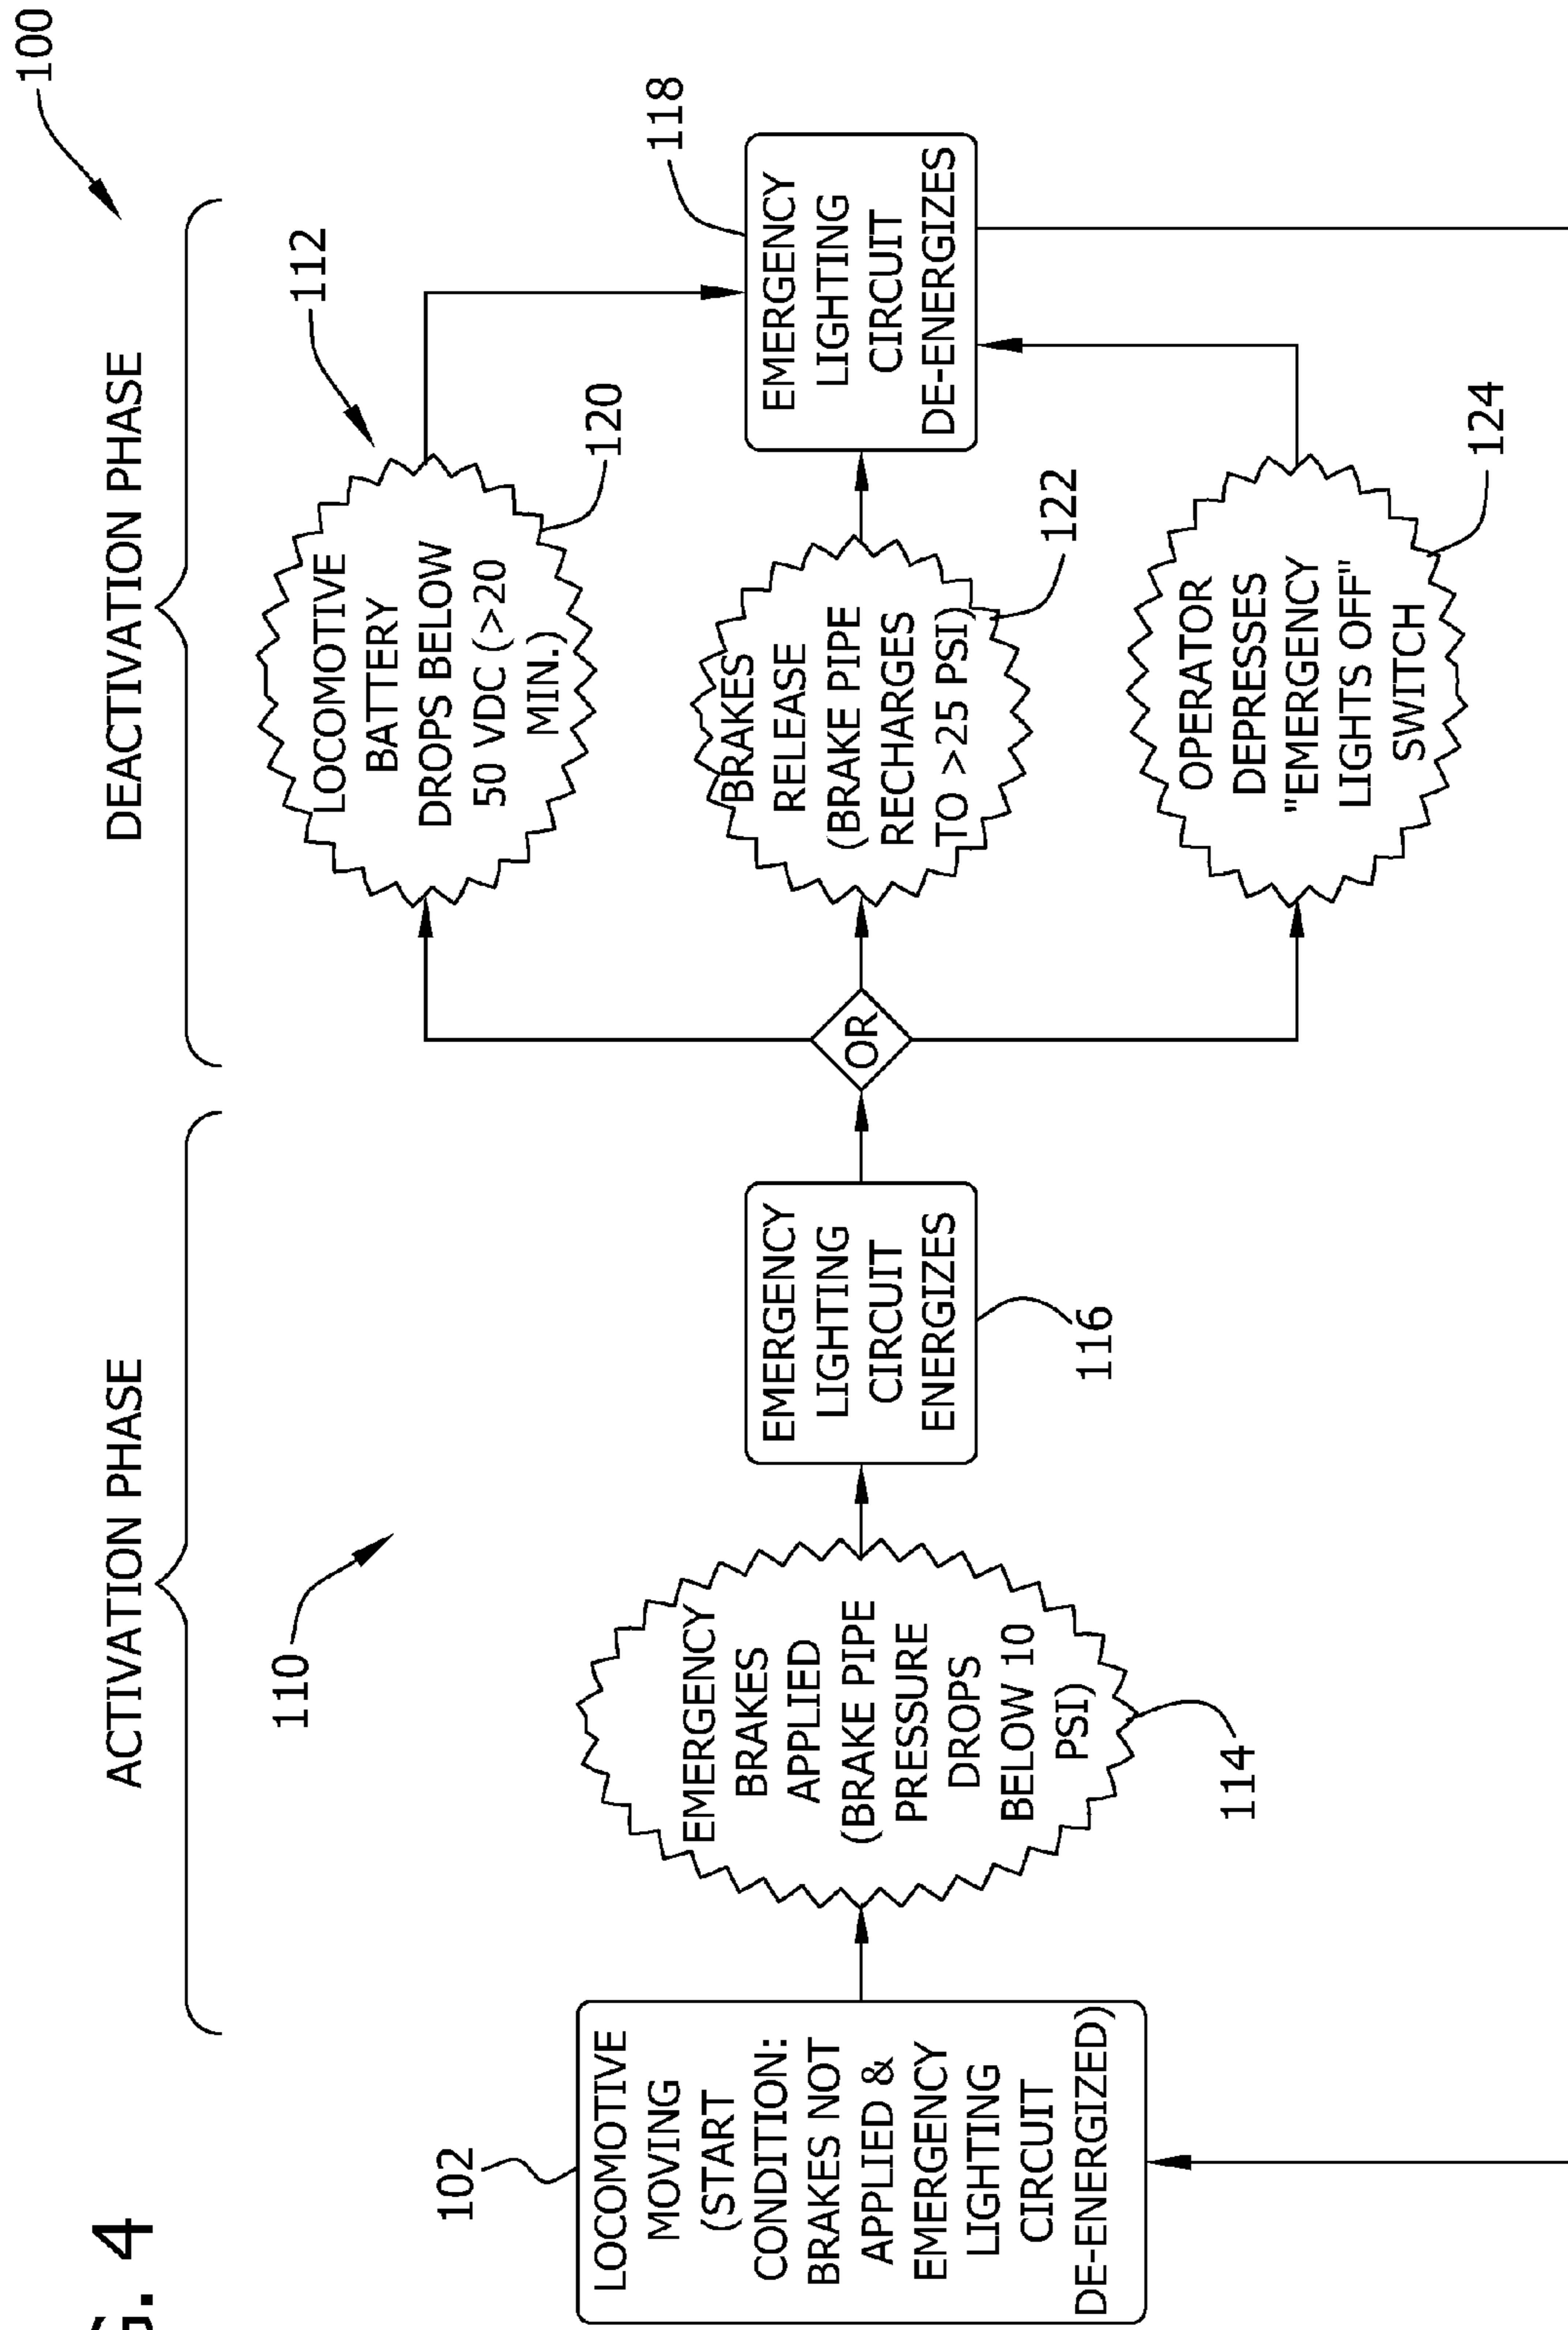 G. 4
100
ACTIVATION PHASE
DEACTIVATION PHASE
110
112
102
LOCOMOTIVE
MOVING
(START
CONDITION:
BRAKES NOT
APPLIED &
EMERGENCY
LIGHTING
CIRCUIT
DE-ENERGIZED)
EMERGENCY
BRAKES
APPLIED
(BRAKE PIPE
PRESSURE
DROPS
BELOW 10
PSI)
114
EMERGENCY
LIGHTING
CIRCUIT
ENERGIZES
116
OR
LOCOMOTIVE
BATTERY
DROPS BELOW
50 VDC (>20
MIN.)
120
BRAKES
RELEASE
(BRAKE PIPE
RECHARGES
TO >25 PSI)
122
OPERATOR
DEPRESSES
"EMERGENCY
LIGHTS OFF"
SWITCH
124
118
EMERGENCY
LIGHTING
CIRCUIT
DE-ENERGIZES